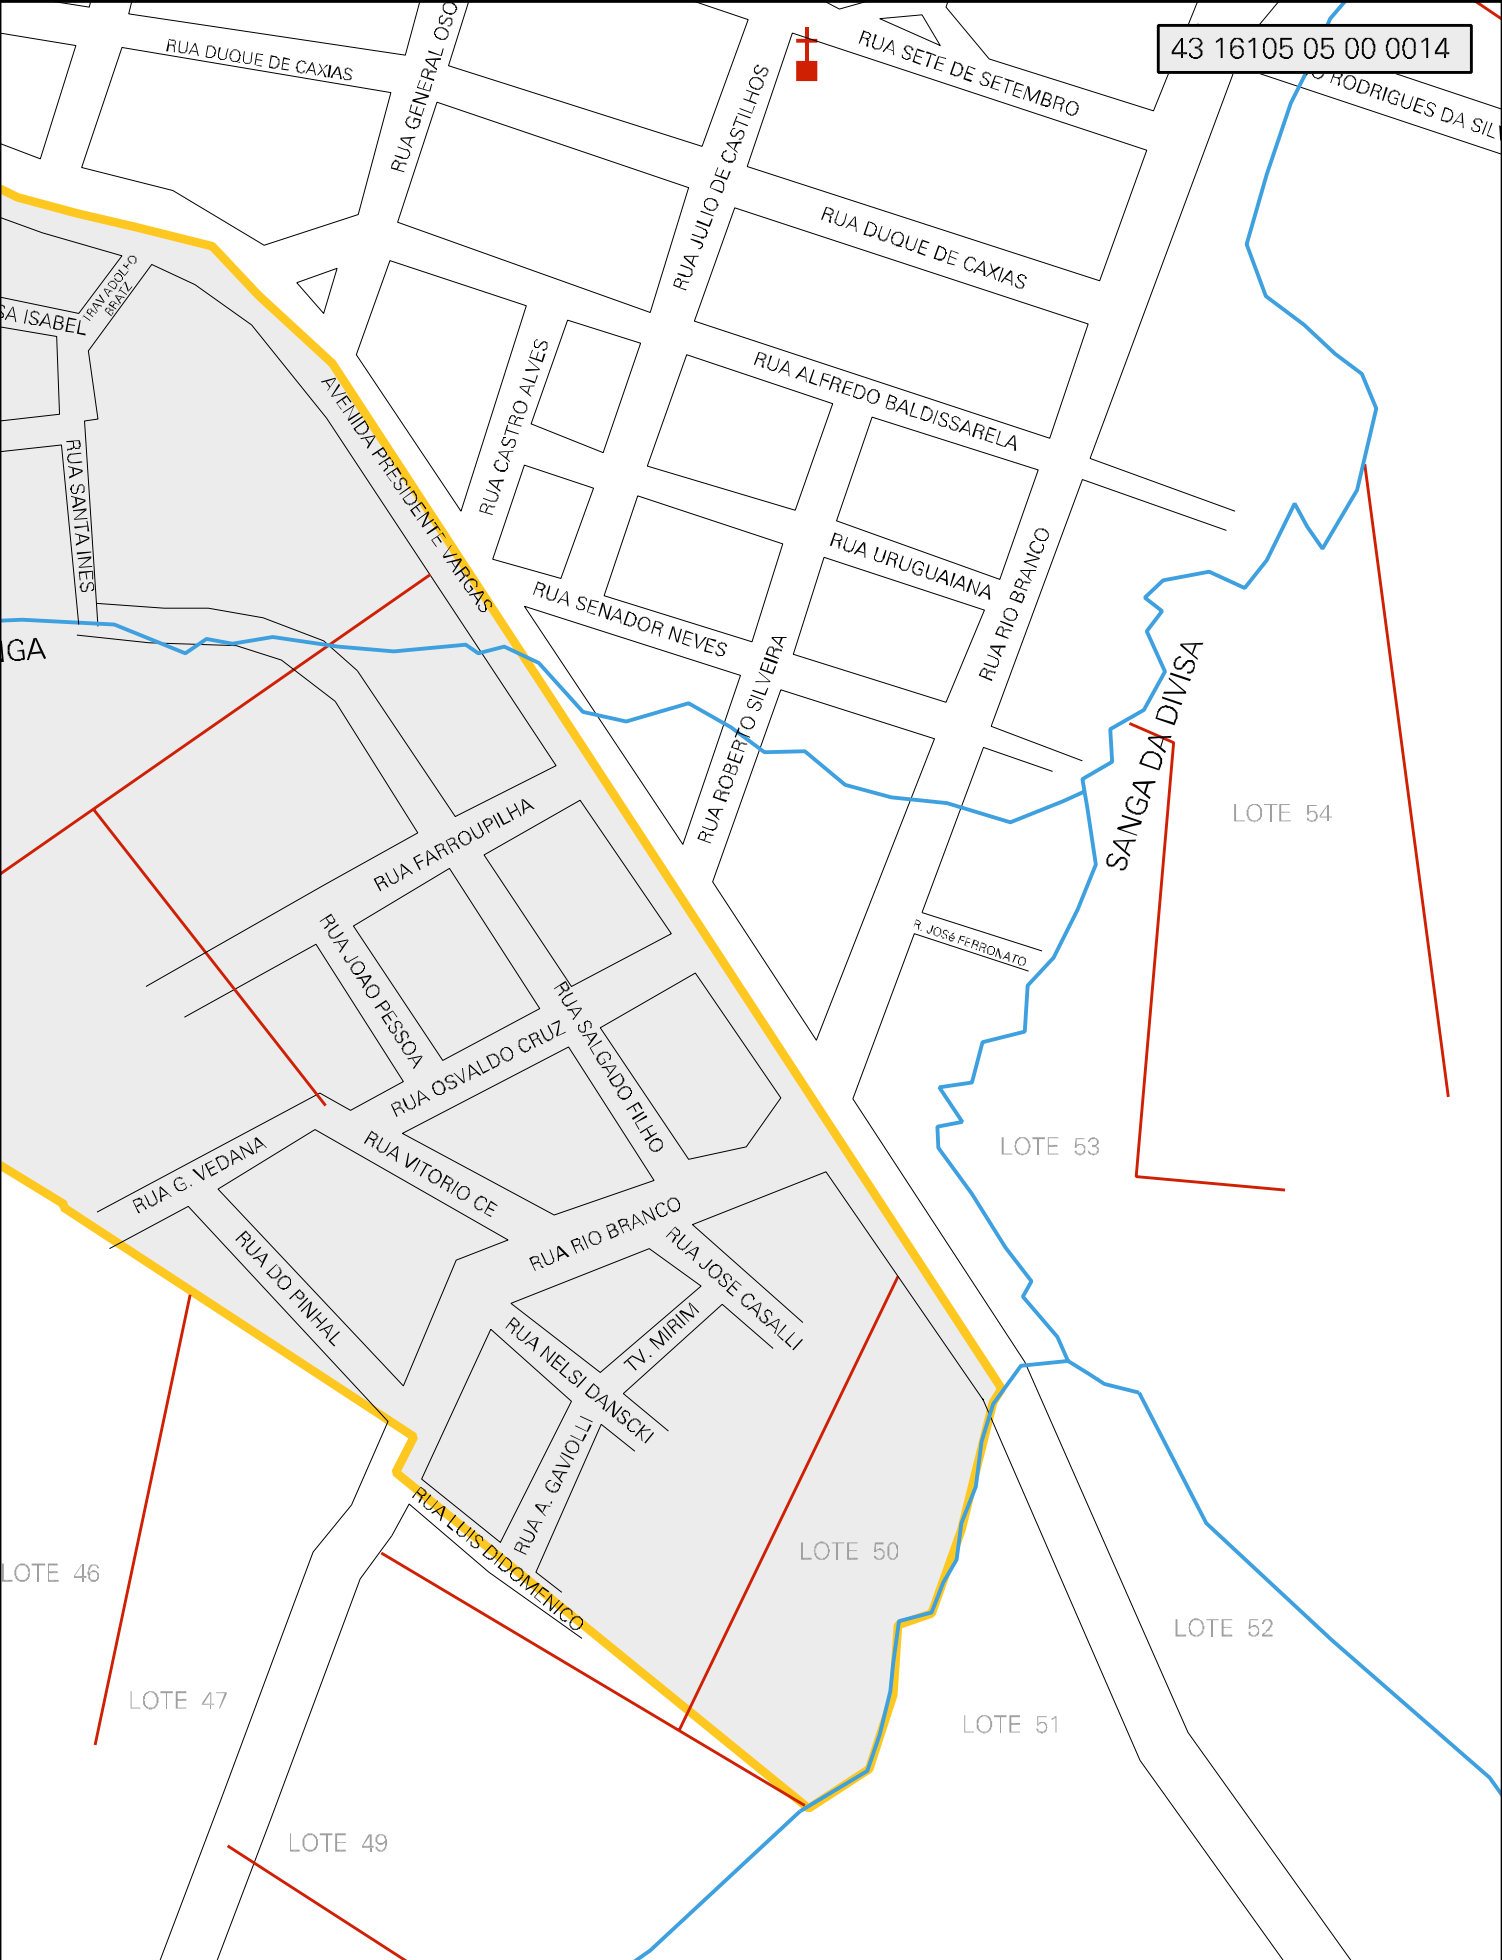 43 16105 05 00 0014
RUA DUQUE DE CAXIAS
RUA GENERAL OSO
RUA SETE DE SETEMBRO
O RODRIGUES DA SILV
RUA JULIO DE CASTILHOS
RUA DUQUE DE CAXIAS
TRAV ADOLFO
BRATZ
SA ISABEL
AVENIDA PRESIDENTE VARGAS
RUA CASTRO ALVES
RUA ALFREDO BALDISSARELA
RUA SANTA INES
RUA URUGUAIANA
RUA RIO BRANCO
RUA SENADOR NEVES
RUA ROBERTO SILVEIRA
IGA
SANGA DA DIVISA
LOTE 54
RUA FARROUPILHA
RUA JOAO PESSOA
R. JOSé FERRONATO
RUA SALGADO FILHO
RUA OSVALDO CRUZ
LOTE 53
RUA G. VEDANA
RUA VITORIO CE
RUA RIO BRANCO
RUA DO PINHAL
RUA JOSE CASALLI
TV. MIRIM
RUA NELSI DANSCKI
RUA A. GAVIOLLI
RUA LUIS DIDOMENICO
LOTE 50
LOTE 46
LOTE 52
LOTE 47
LOTE 51
LOTE 49